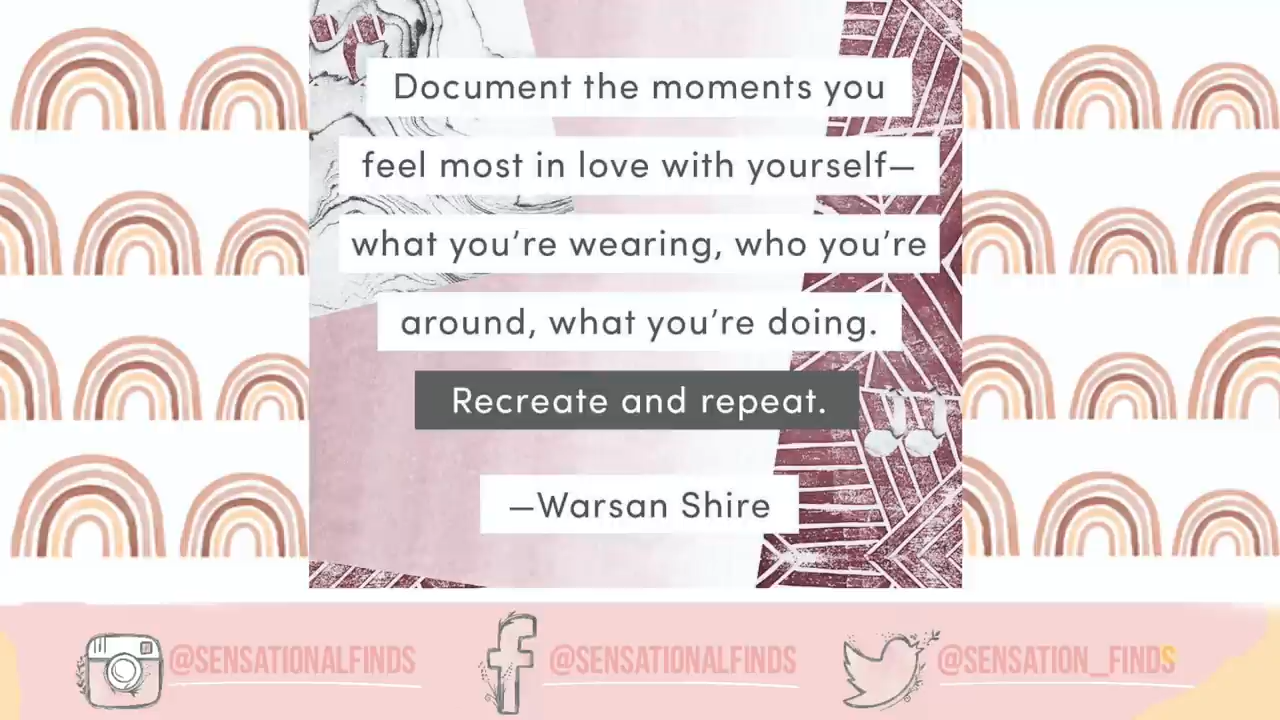 Document the moments you
feel most in love with yourself—
what you’re wearing, who you’re
around, what you’re doing.
Recreate and repeat.
—Warsan Shire
@SENSATIONALFINDS
@SENSATIONALFINDS
@SENSATION_FINDS